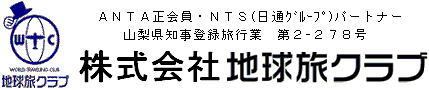 ANTA正会員・NTS(日通ｸﾞﾙｰﾌﾟ)パートナー
山梨県知事登録旅行業　第２-２７８号
株式会社地球旅クラブ
WTC
WORLD TRAVELING CLUB
地球旅クラブ